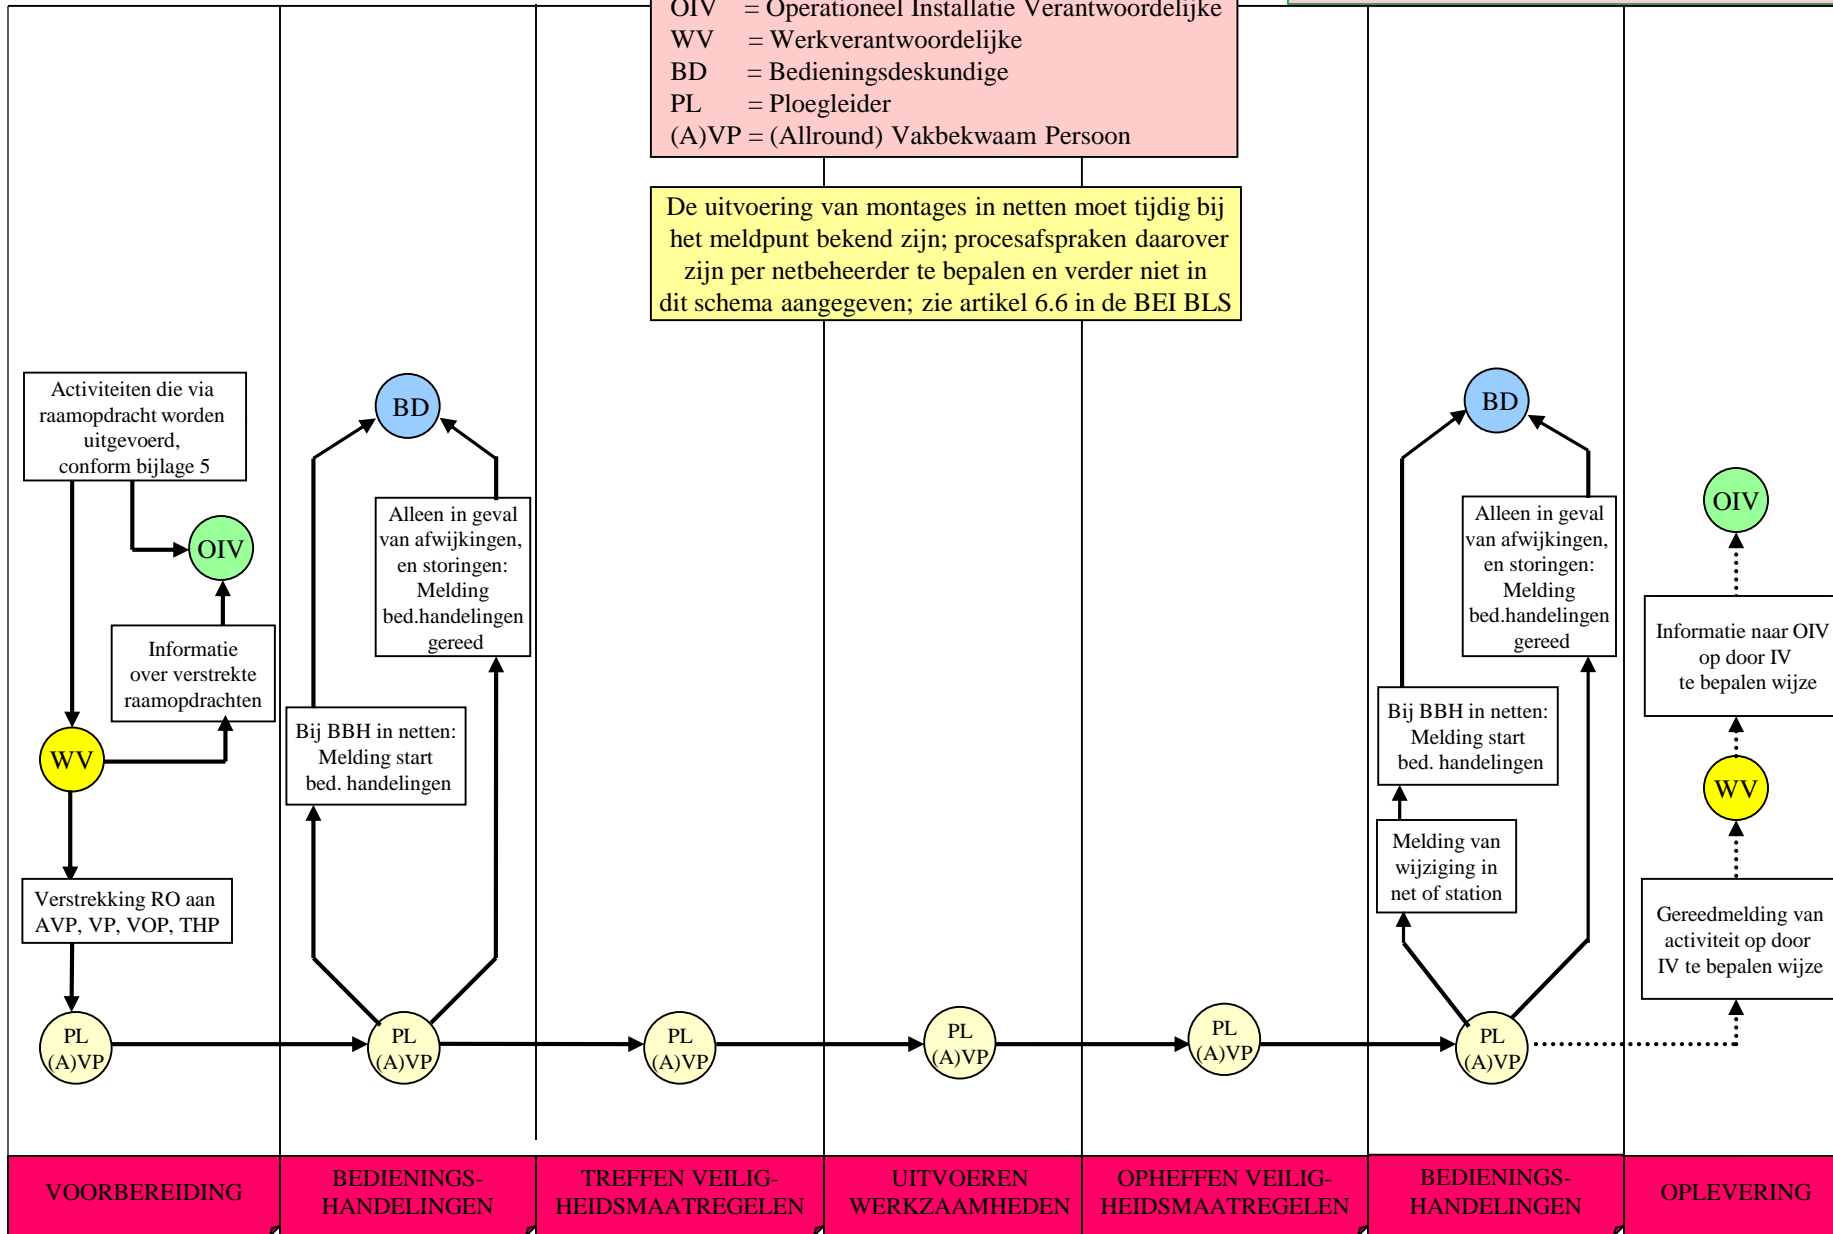 OIV = Operationeel Installatie Verantwoordelijke
WV = Werkverantwoordelijke
BD = Bedieningsdeskundige
PL = Ploegleider
(A)VP = (Allround) Vakbekwaam Persoon
De uitvoering van montages in netten moet tijdig bij
het meldpunt bekend zijn; procesafspraken daarover
zijn per netbeheerder te bepalen en verder niet in
dit schema aangegeven; zie artikel 6.6 in de BEI BLS
Activiteiten die via
raamopdracht worden
uitgevoerd,
conform bijlage 5
OIV
Informatie
over verstrekte
raamopdrachten
WV
Verstrekking RO aan
AVP, VP, VOP, THP
PL
(A)VP
BD
Alleen in geval
van afwijkingen,
en storingen:
Melding
bed.handelingen
gereed
Bij BBH in netten:
Melding start
bed. handelingen
PL
(A)VP
PL
(A)VP
PL
(A)VP
PL
(A)VP
BD
Alleen in geval
van afwijkingen,
en storingen:
Melding
bed.handelingen
gereed
Bij BBH in netten:
Melding start
bed. handelingen
Melding van
wijziging in
net of station
PL
(A)VP
OIV
Informatie naar OIV
op door IV
te bepalen wijze
WV
Gereedmelding van
activiteit op door
IV te bepalen wijze
VOORBEREIDING
BEDIENINGS-
HANDELINGEN
TREFFEN VEILIG-
HEIDSMAATREGELEN
UITVOEREN
WERKZAAMHEDEN
OPHEFFEN VEILIG-
HEIDSMAATREGELEN
BEDIENINGS-
HANDELINGEN
OPLEVERING